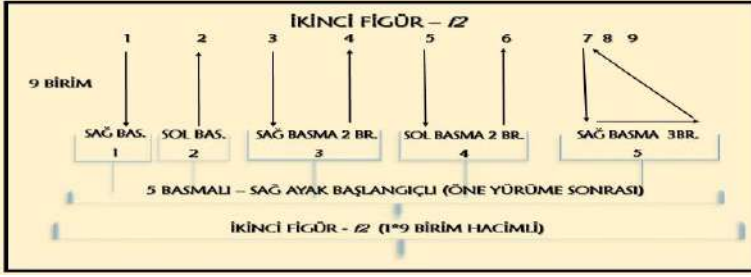 İKİNCİ FİGÜR – f2
1 2 3 4 5 6 7 8 9
9 BİRİM
SAĞ BAS. SOL BAS. SAĞ BASMA 2 BR. SOL BASMA 2 BR. SAĞ BASMA 3BR.
1 2 3 4 5
5 BASMALI – SAĞ AYAK BAŞLANGIÇLI (ÖNE YÜRÜME SONRASI)
İKİNCİ FİGÜR - f2 (1*9 BİRİM HACİMLİ)